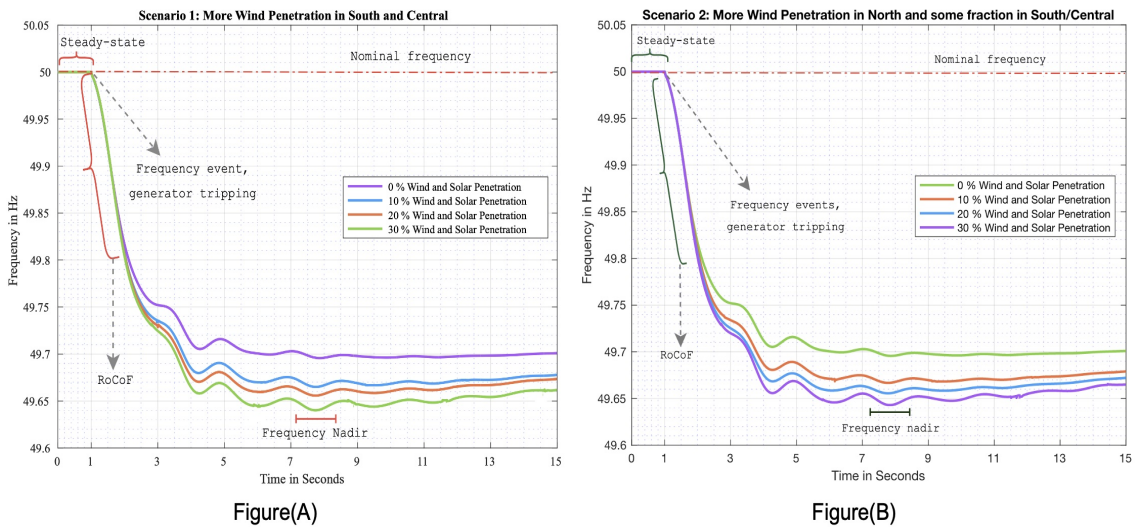 Scenario 1: More Wind Penetration in South and Central
50.05
50
49.95
49.9
49.85
49.8
49.75
49.7
49.65
49.6
Frequency in Hz
Steady-state
Nominal frequency
Frequency event,
generator tripping
0 % Wind and Solar Penetration
10 % Wind and Solar Penetration
20 % Wind and Solar Penetration
30 % Wind and Solar Penetration
RoCoF
Frequency Nadir
0 1 3 5 7 9 11 13 15
Time in Seconds
Figure(A)
Scenario 2: More Wind Penetration in North and some fraction in South/Central
50.05
50
49.95
49.9
49.85
49.8
49.75
49.7
49.65
49.6
Frequency in Hz
Steady-state
Nominal frequency
Frequency events,
generator tripping
0 % Wind and Solar Penetration
10 % Wind and Solar Penetration
20 % Wind and Solar Penetration
30 % Wind and Solar Penetration
RoCoF
Frequency nadir
0 1 3 5 7 9 11 13 15
Time in Seconds
Figure(B)